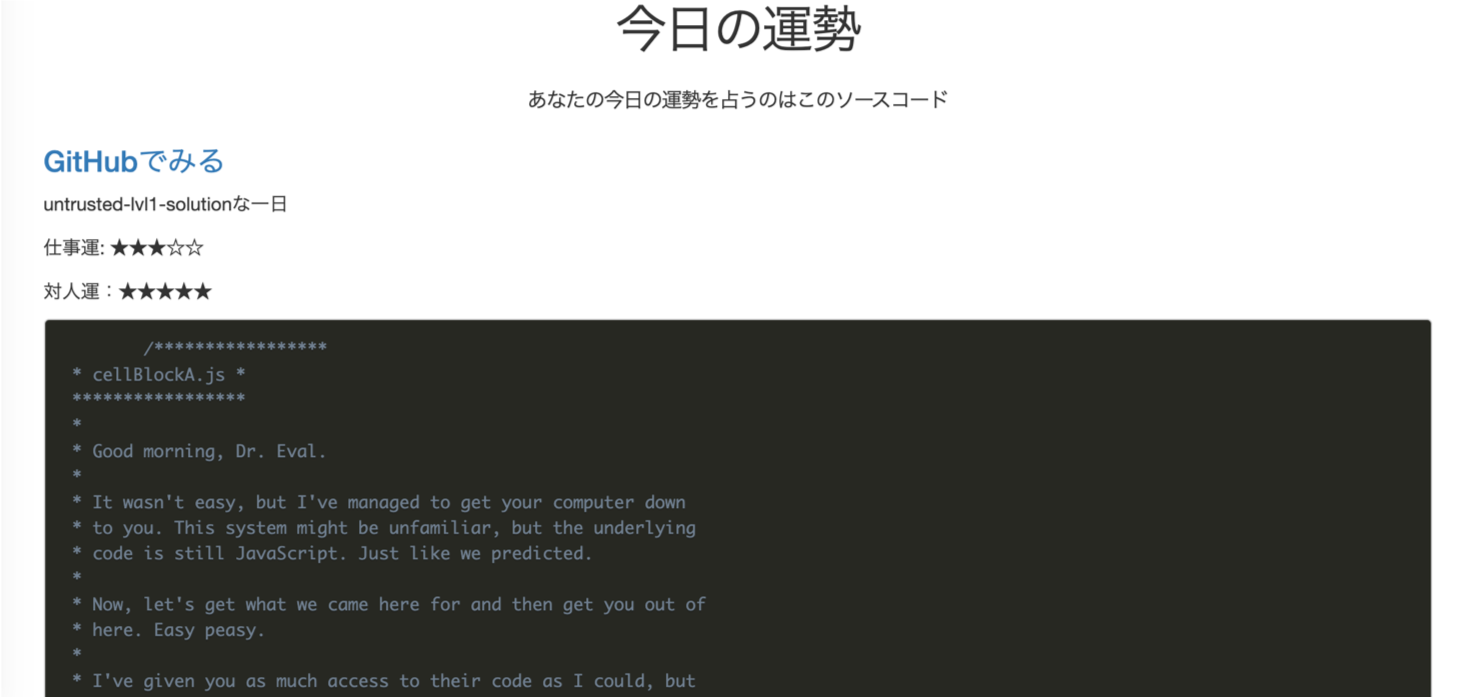 今日の運勢
あなたの今日の運勢を占うのはこのソースコード
GitHubでみる
untrusted-lvl1-solutionな一日
仕事運: ★★★☆☆
対人運：★★★★★
/*****************
* cellBlockA.js *
*****************
*
* Good morning, Dr. Eval.
*
* It wasn't easy, but I've managed to get your computer down
* to you. This system might be unfamiliar, but the underlying
* code is still JavaScript. Just like we predicted.
*
* Now, let's get what we came here for and then get you out of
* here. Easy peasy.
*
* I've given you as much access to their code as I could, but